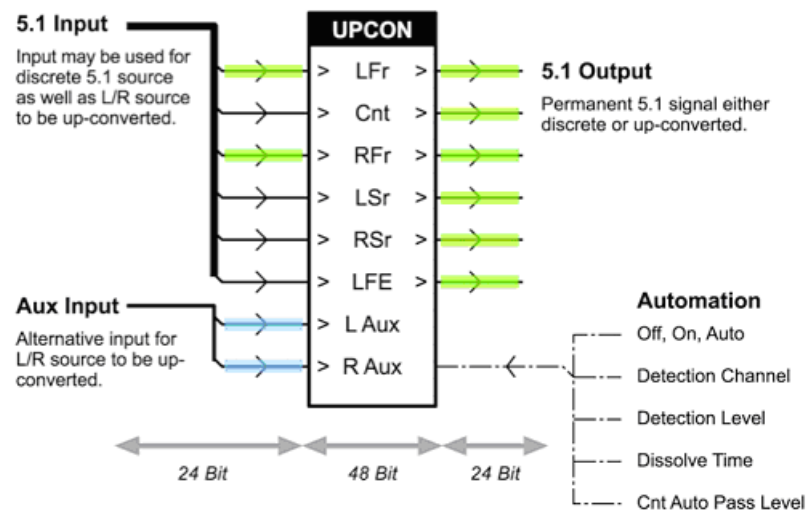 5.1 Input
Input may be used for
discrete 5.1 source
as well as L/R source
to be up-converted.
Aux Input
Alternative input for
L/R source to be up-
converted.
UPCON
> LFr >
> Cnt >
> RFr >
> LSr >
> RSr >
> LFE >
> L Aux
> R Aux
5.1 Output
Permanent 5.1 signal either
discrete or up-converted.
Automation
Off, On, Auto
Detection Channel
Detection Level
Dissolve Time
Cnt Auto Pass Level
24 Bit
48 Bit
24 Bit